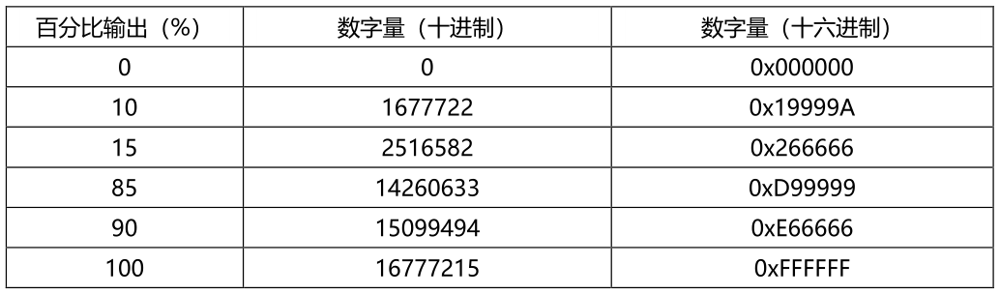 百分比输出（%） 数字量（十进制） 数字量（十六进制）
0 0 0x000000
10 1677722 0x19999A
15 2516582 0x266666
85 14260633 0xD99999
90 15099494 0xE66666
100 16777215 0xFFFFFF